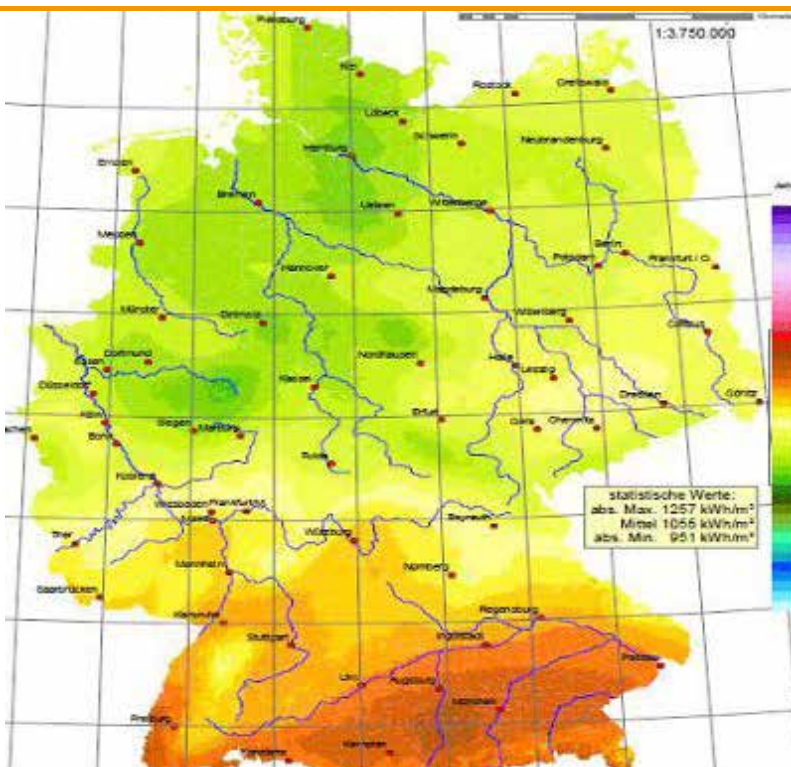 Flensburg
1:3.750.000
Kiel
Rostock
Greifswald
Lübeck
Schwerin
Hamburg
Neubrandenburg
Emden
Bremen
Uelzen
Wittenberge
Meppen
Berlin
Potsdam
Frankfurt / O.
Hannover
Magdeburg
Münster
Detmold
Wittenberg
Cottbus
Dortmund
Essen
Nordhausen
Halle
Leipzig
Düsseldorf
Kassel
Dresden
Görlitz
Köln
Bonn
Siegen
Marburg
Erfurt
Gera
Chemnitz
chen
Fulda
Koblenz
statistische Werte:
abs. Max. 1257 kWh/m²
Mittel 1055 kWh/m²
abs. Min. 951 kWh/m²
Wiesbaden
Mainz
Bayreuth
Trier
Würzburg
Mannheim
Nürnberg
Saarbrücken
Karlsruhe
Regensburg
Stuttgart
Ingolstadt
Passau
Ulm
Augsburg
München
Freiburg
Konstanz
Kempten